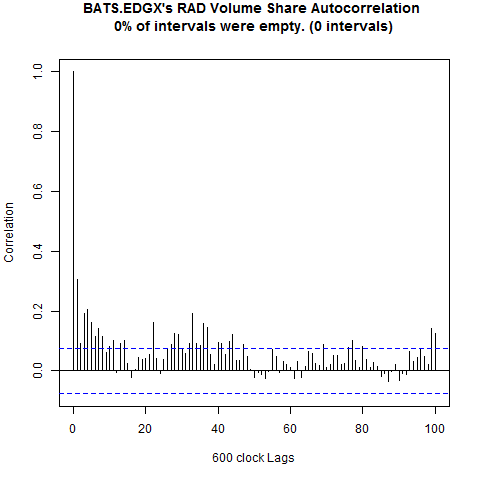 BATS.EDGX's RAD Volume Share Autocorrelation
0% of intervals were empty. (0 intervals)
1.0
0.8
0.6
0.4
0.2
0.0
Correlation
0 20 40 60 80 100
600 clock Lags